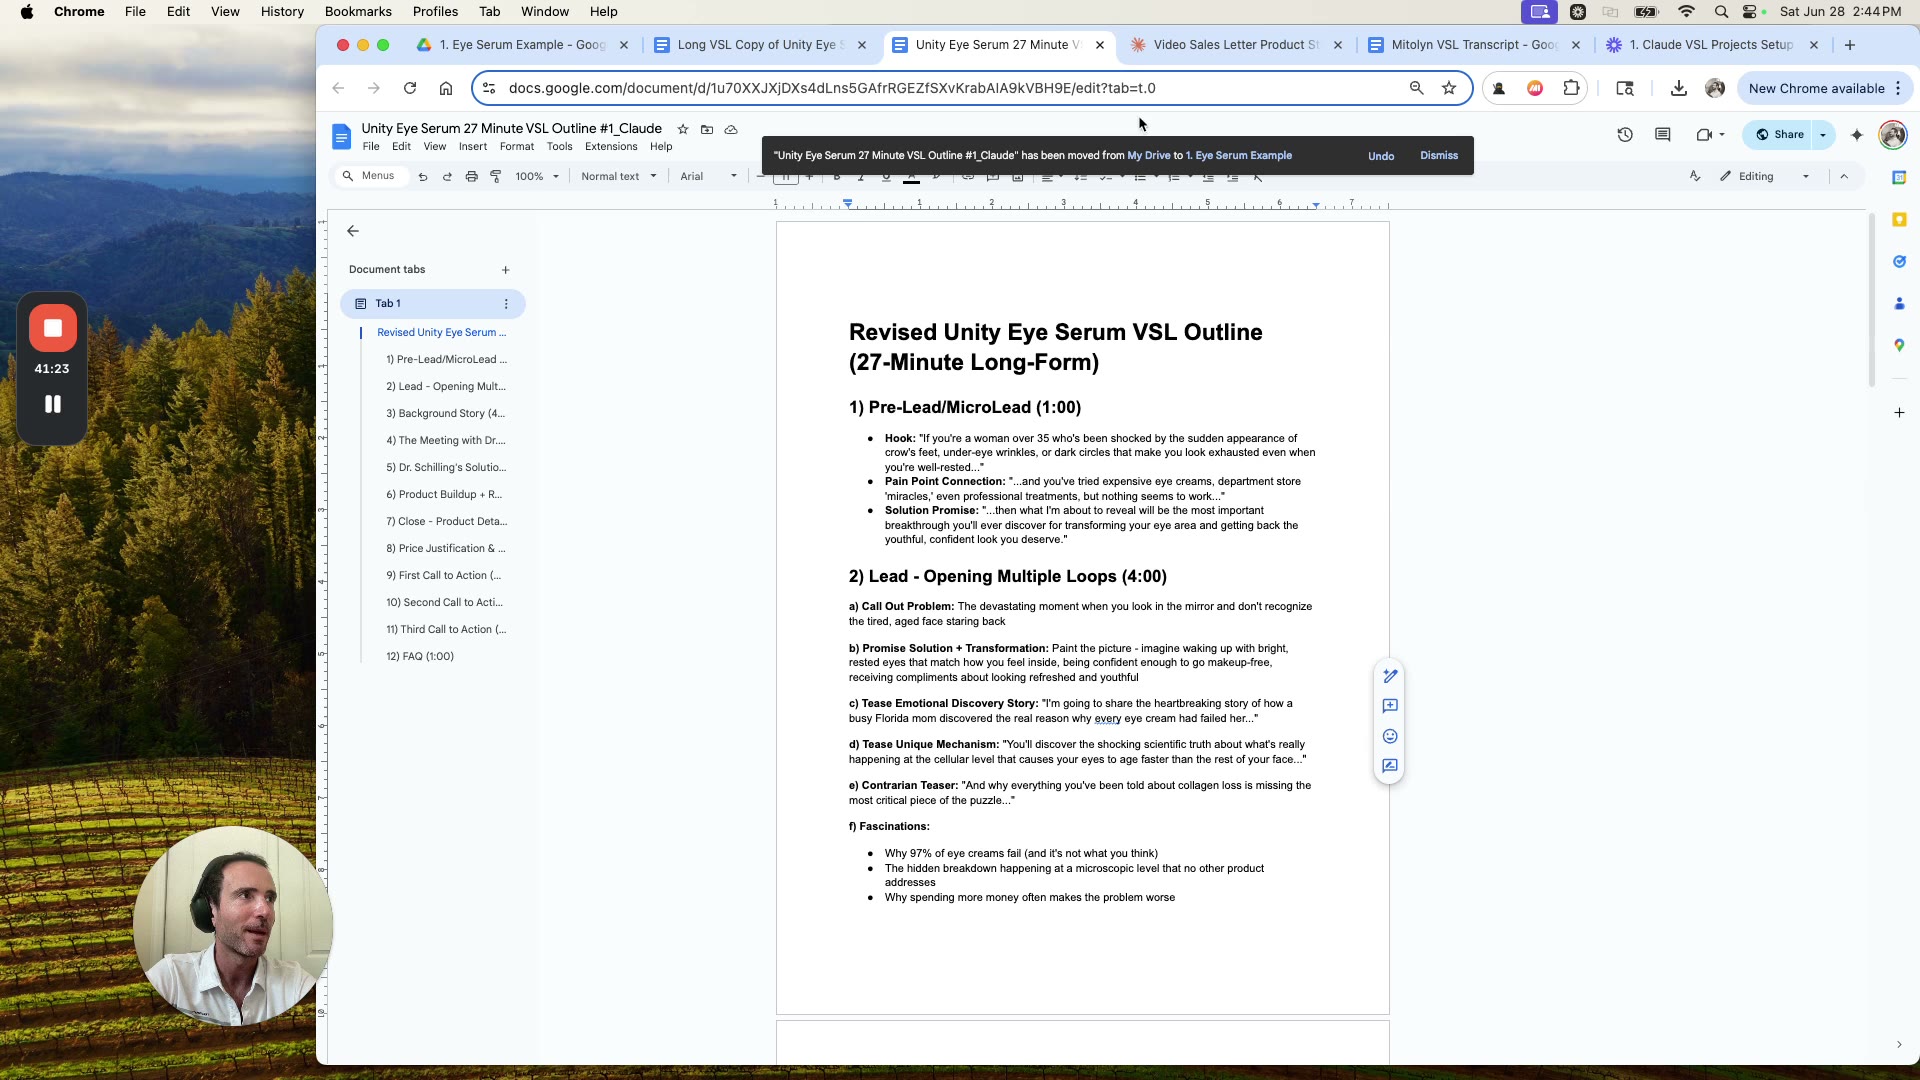 Chrome File Edit View History Bookmarks Profiles Tab Window Help
Sat Jun 28 2:44 PM
1. Eye Serum Example - Goog
Long VSL Copy of Unity Eye S
Unity Eye Serum 27 Minute V
Video Sales Letter Product St
Mitolyn VSL Transcript - Goog
1. Claude VSL Projects Setup
docs.google.com/document/d/1u70XXJXjDXs4dLns5GAfrRGEZfSXvKrabAIA9kVBH9E/edit?tab=t.0
New Chrome available
Unity Eye Serum 27 Minute VSL Outline #1_Claude
File Edit View Insert Format Tools Extensions Help
"Unity Eye Serum 27 Minute VSL Outline #1_Claude" has been moved from My Drive to 1. Eye Serum Example Undo Dismiss
Share
Menus 100% Normal text Arial 11 Editing
1 1 2 3 4 5 6 7
Document tabs
Tab 1
Revised Unity Eye Serum ...
1) Pre-Lead/MicroLead ...
2) Lead - Opening Mult...
3) Background Story (4...
4) The Meeting with Dr....
5) Dr. Schilling's Solutio...
6) Product Buildup + R...
7) Close - Product Deta...
8) Price Justification & ...
9) First Call to Action (...
10) Second Call to Acti...
11) Third Call to Action (...
12) FAQ (1:00)
41:23
Revised Unity Eye Serum VSL Outline
(27-Minute Long-Form)
1) Pre-Lead/MicroLead (1:00)
● Hook: "If you're a woman over 35 who's been shocked by the sudden appearance of
crow's feet, under-eye wrinkles, or dark circles that make you look exhausted even when
you're well-rested..."
● Pain Point Connection: "...and you've tried expensive eye creams, department store
'miracles,' even professional treatments, but nothing seems to work..."
● Solution Promise: "...then what I'm about to reveal will be the most important
breakthrough you'll ever discover for transforming your eye area and getting back the
youthful, confident look you deserve."
2) Lead - Opening Multiple Loops (4:00)
a) Call Out Problem: The devastating moment when you look in the mirror and don't recognize
the tired, aged face staring back
b) Promise Solution + Transformation: Paint the picture - imagine waking up with bright,
rested eyes that match how you feel inside, being confident enough to go makeup-free,
receiving compliments about looking refreshed and youthful
c) Tease Emotional Discovery Story: "I'm going to share the heartbreaking story of how a
busy Florida mom discovered the real reason why every eye cream had failed her..."
d) Tease Unique Mechanism: "You'll discover the shocking scientific truth about what's really
happening at the cellular level that causes your eyes to age faster than the rest of your face..."
e) Contrarian Teaser: "And why everything you've been told about collagen loss is missing the
most critical piece of the puzzle..."
f) Fascinations:
● Why 97% of eye creams fail (and it's not what you think)
● The hidden breakdown happening at a microscopic level that no other product
addresses
● Why spending more money often makes the problem worse